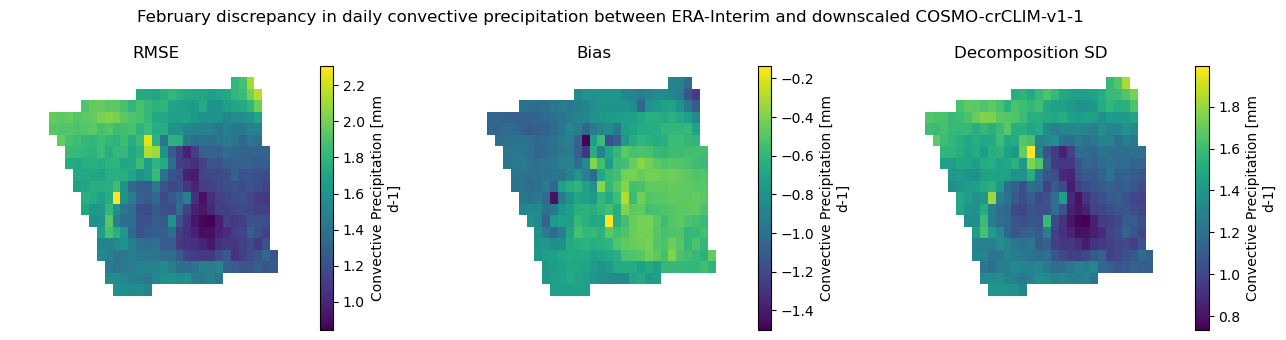 February discrepancy in daily convective precipitation between ERA-Interim and downscaled COSMO-crCLIM-v1-1
RMSE
2.2
2.0
1.8
1.6
1.4
1.2
1.0
Convective Precipitation [mm
d-1]
Bias
−0.2
−0.4
−0.6
−0.8
−1.0
−1.2
−1.4
Convective Precipitation [mm
d-1]
Decomposition SD
1.8
1.6
1.4
1.2
1.0
0.8
Convective Precipitation [mm
d-1]